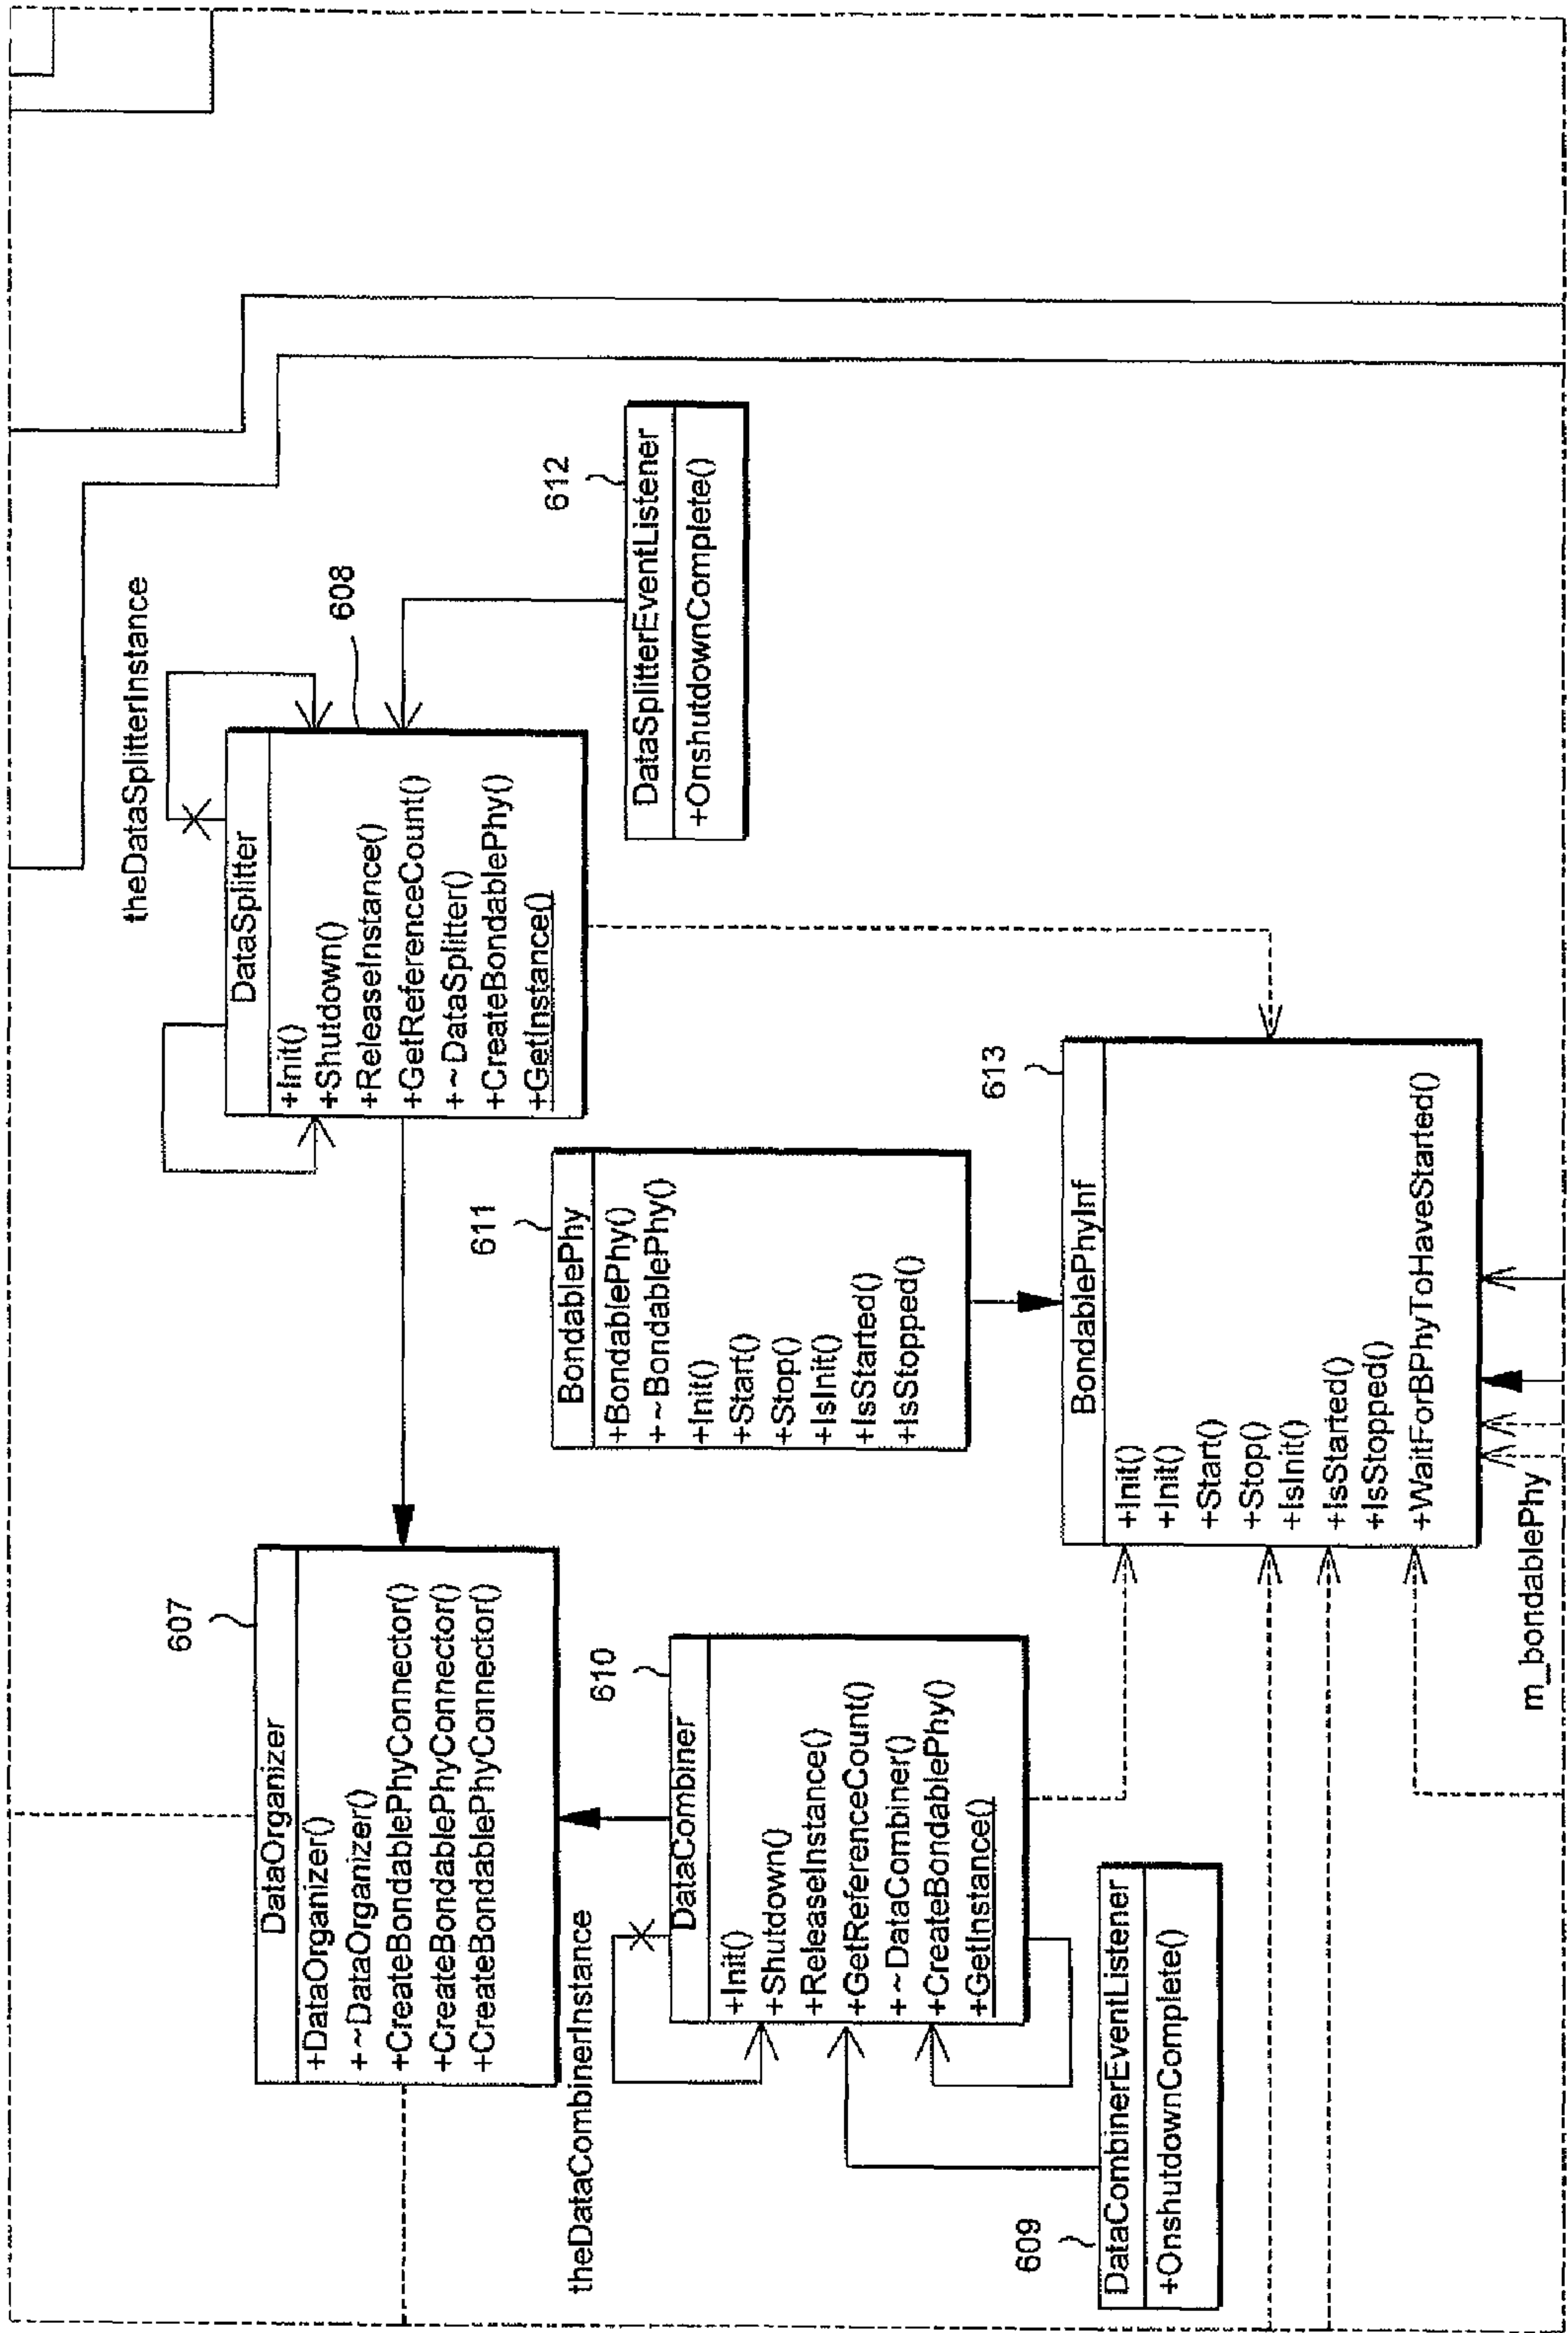 607
DataOrganizer
+DataOrganizer()
+~DataOrganizer()
+CreateBondablePhyConnector()
+CreateBondablePhyConnector()
+CreateBondablePhyConnector()
theDataSplitterInstance
608
DataSplitter
+Init()
+Shutdown()
+ReleaseInstance()
+GetReferenceCount()
+~DataSplitter()
+CreateBondablePhy()
+GetInstance()
theDataCombinerInstance
610
DataCombiner
+Init()
+Shutdown()
+ReleaseInstance()
+GetReferenceCount()
+~DataCombiner()
+CreateBondablePhy()
+GetInstance()
611
BondablePhy
+BondablePhy()
+~BondablePhy()
+Init()
+Start()
+Stop()
+IsInit()
+IsStarted()
+IsStopped()
612
DataSplitterEventListener
+OnshutdownComplete()
609
DataCombinerEventListener
+OnshutdownComplete()
613
BondablePhyInf
+Init()
+Init()
+Start()
+Stop()
+IsInit()
+IsStarted()
+IsStopped()
+WaitForBPhyToHaveStarted()
m_bondablePhy